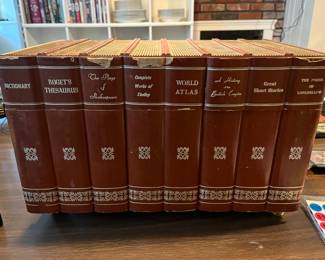 DICTIONARY
ROGET'S
THESAURUS
The Plays
of
Shakespeare
Complete
Works of
Shelley
WORLD
ATLAS
A History
of the
British Empire
Great
Short Stories
THE POEMS
OF
LONGFELLOW